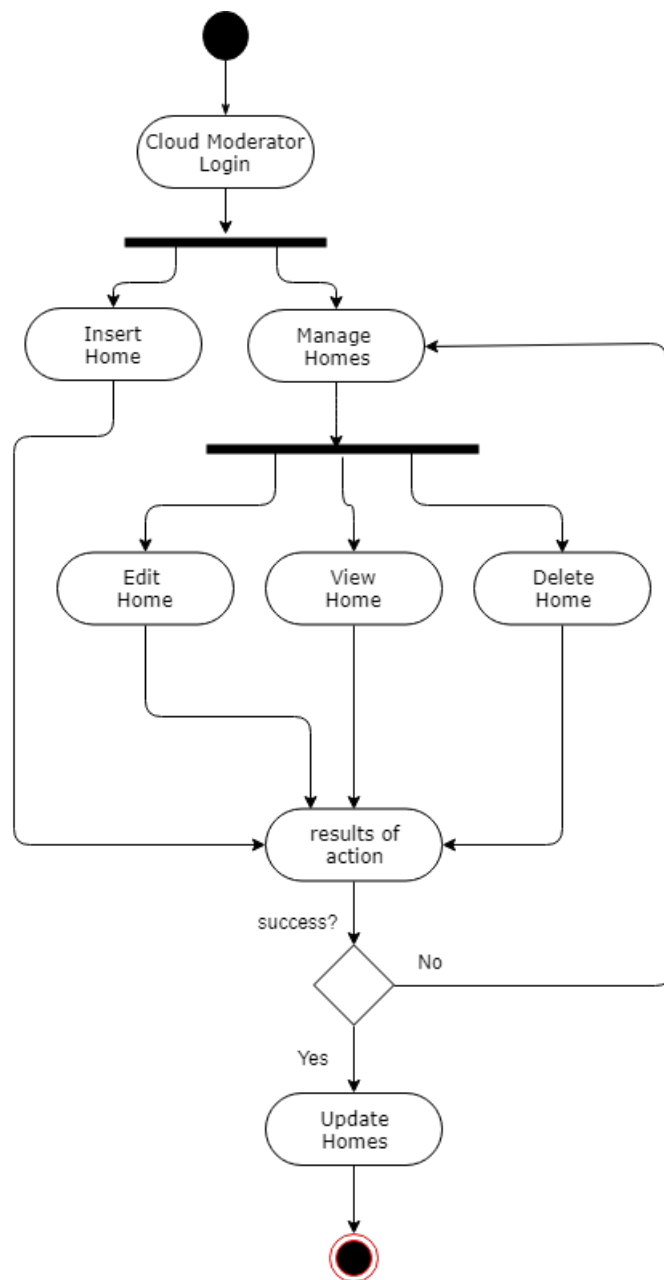 Cloud Moderator
Login
Insert
Home
Manage
Homes
Edit
Home
View
Home
Delete
Home
results of
action
success?
No
Yes
Update
Homes